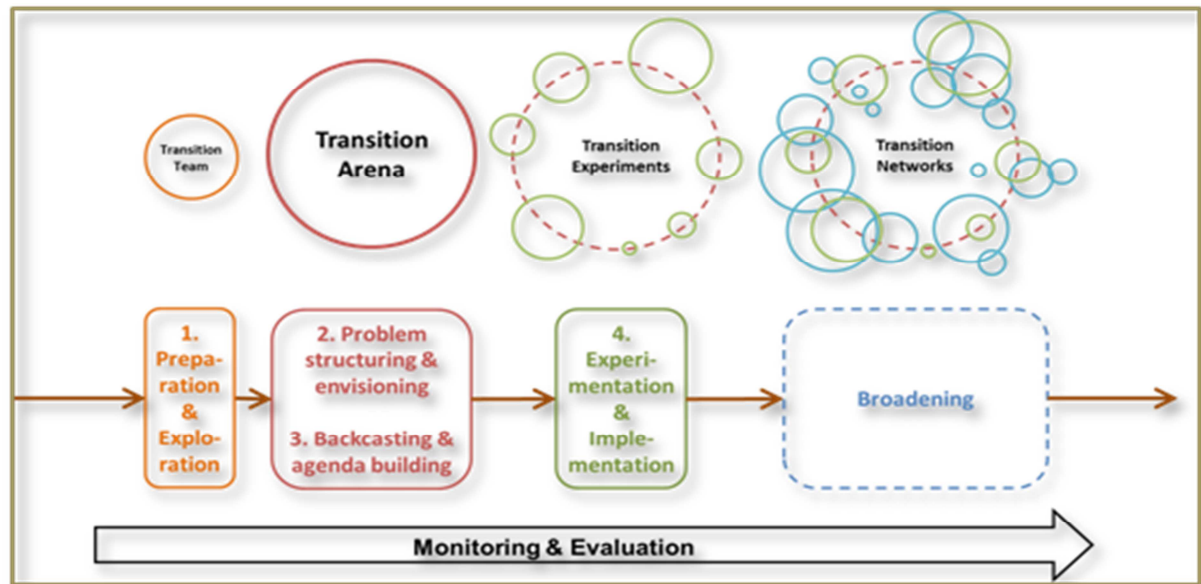 Transition
Team
Transition
Arena
Transition
Experiments
Transition
Networks
1.
Prepa-
ration
&
Explo-
ration
2. Problem
structuring &
envisioning
3. Backcasting &
agenda building
4.
Experi-
mentation
&
Imple-
mentation
Broadening
Monitoring & Evaluation